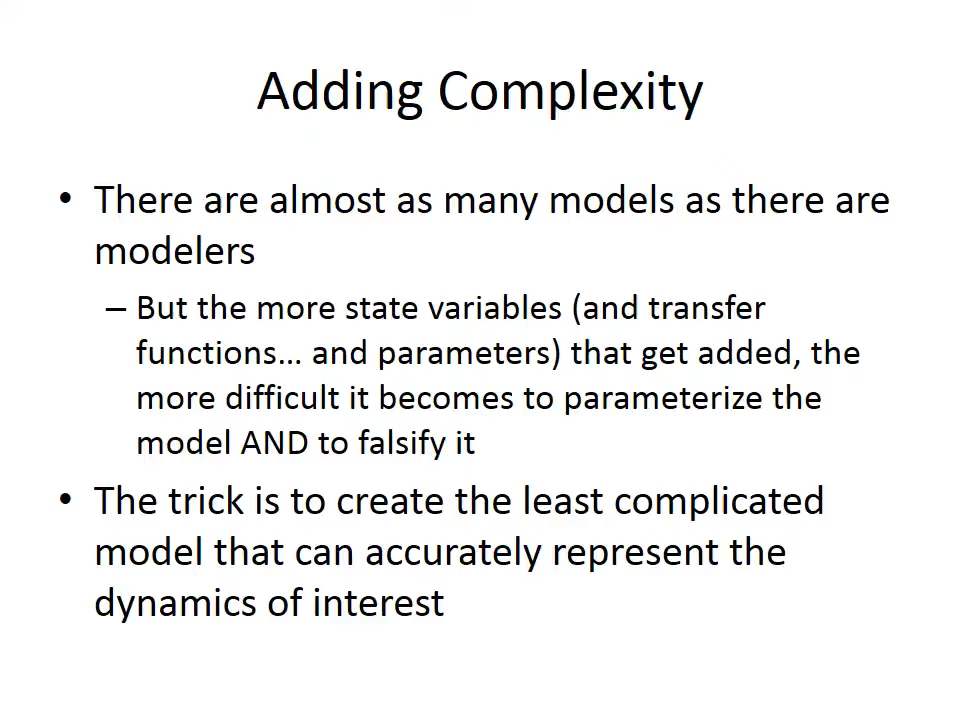 Adding Complexity
• There are almost as many models as there are
modelers
– But the more state variables (and transfer
functions… and parameters) that get added, the
more difficult it becomes to parameterize the
model AND to falsify it
• The trick is to create the least complicated
model that can accurately represent the
dynamics of interest